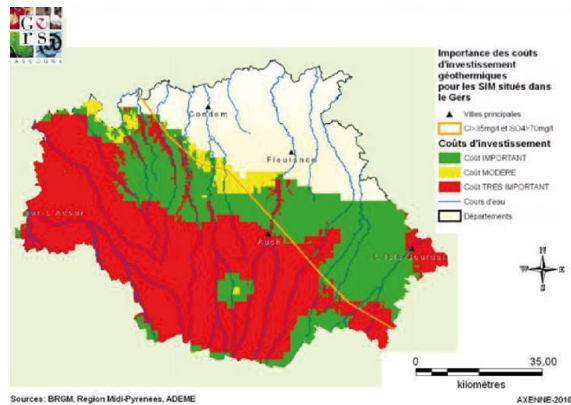 Gers
GASCOGNE
Importance des coûts
d'investissement
géothermiques
pour les SIM situés dans
le Gers
Villes principales
Cl>35mg/l et SO4>70mg/l
Coûts d'investissement
Coût IMPORTANT
Coût MODERE
Coût TRES IMPORTANT
Cours d'eau
Départements
Condom
Fleurance
Auch
N
W E
S
0 35.00
kilomètres
Sources: BRGM, Région Midi-Pyrénées, ADEME
AXENNE-2010